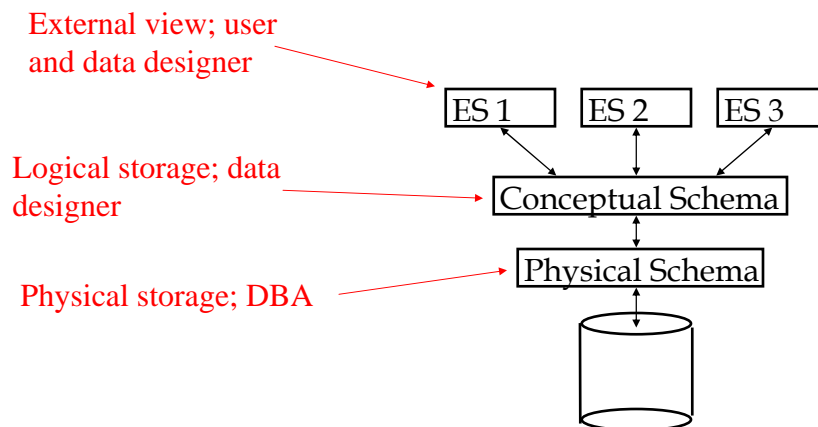 External view; user
and data designer
ES 1
ES 2
ES 3
Logical storage; data
designer
Conceptual Schema
Physical Schema
Physical storage; DBA